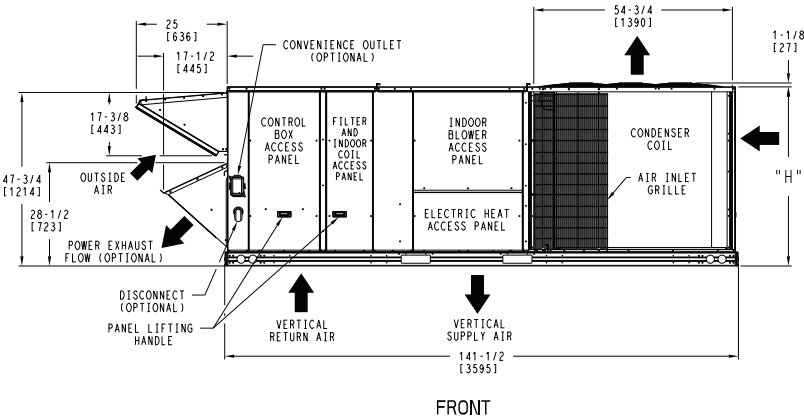 25
[636]
54-3/4
[1390]
1-1/8
[27]
CONVENIENCE OUTLET
(OPTIONAL)
17-1/2
[445]
17-3/8
[443]
CONTROL
BOX
ACCESS
PANEL
FILTER
AND
INDOOR
COIL
ACCESS
PANEL
INDOOR
BLOWER
ACCESS
PANEL
CONDENSER
COIL
AIR INLET
GRILLE
"H"
47-3/4
[1214]
OUTSIDE
AIR
28-1/2
[723]
ELECTRIC HEAT
ACCESS PANEL
POWER EXHAUST
FLOW (OPTIONAL)
DISCONNECT
(OPTIONAL)
PANEL LIFTING
HANDLE
VERTICAL
RETURN AIR
VERTICAL
SUPPLY AIR
141-1/2
[3595]
FRONT